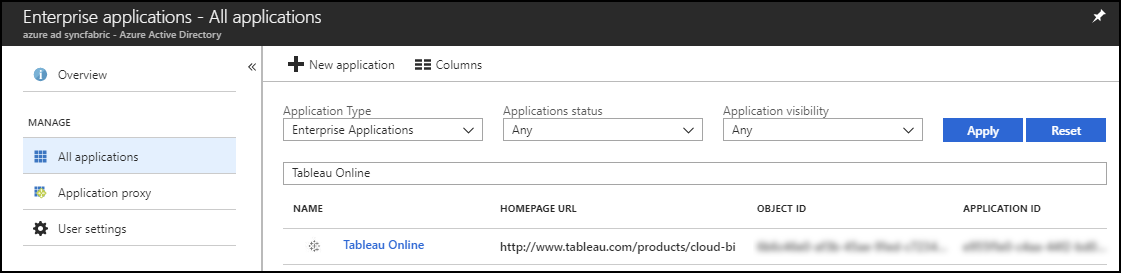 Enterprise applications - All applications
azure ad syncfabric - Azure Active Directory
Overview
MANAGE
All applications
Application proxy
User settings
New application
Columns
Application Type
Applications status
Application visibility
Enterprise Applications
Any
Any
Apply
Reset
Tableau Online
NAME
HOMEPAGE URL
OBJECT ID
APPLICATION ID
Tableau Online
http://www.tableau.com/products/cloud-bi